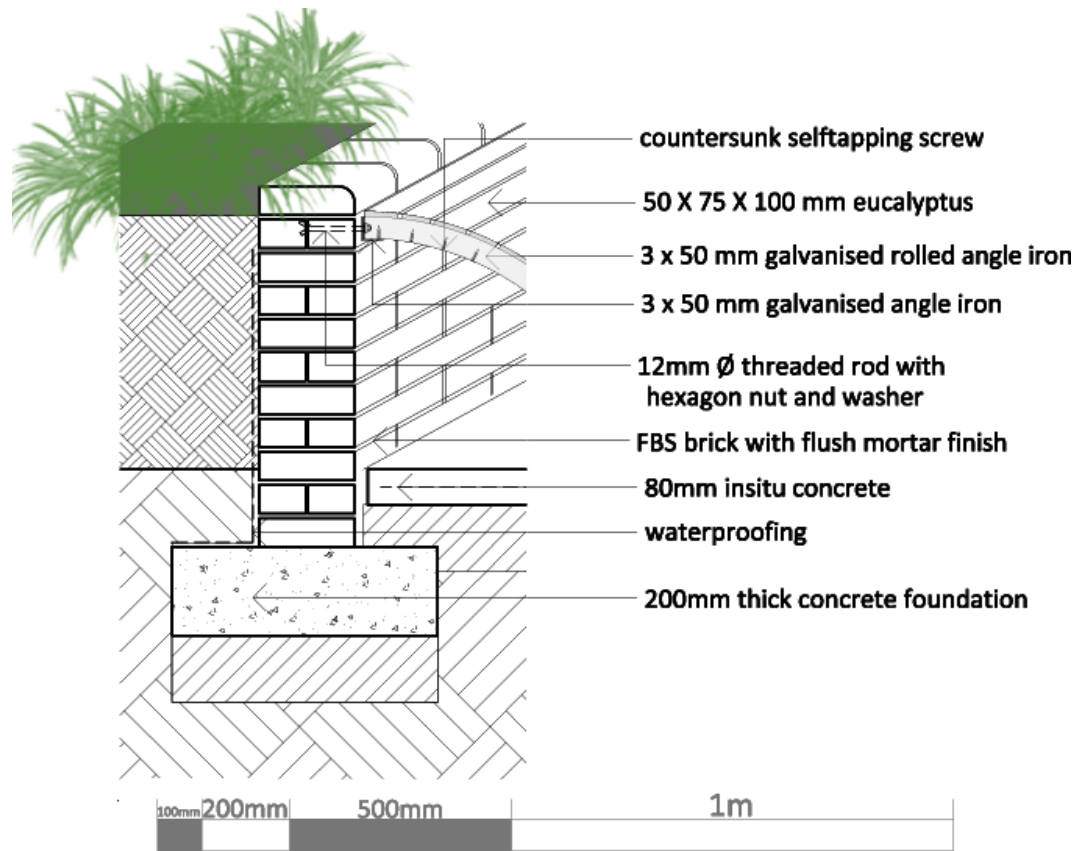 countersunk selftapping screw
50 X 75 X 100 mm eucalyptus
3 x 50 mm galvanised rolled angle iron
3 x 50 mm galvanised angle iron
12mm Ø threaded rod with
hexagon nut and washer
FBS brick with flush mortar finish
80mm insitu concrete
waterproofing
200mm thick concrete foundation
100mm 200mm 500mm 1m